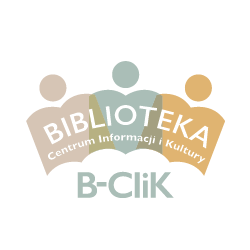 BIBLIOTEKA
Centrum Informacji i Kultury
B-CliK